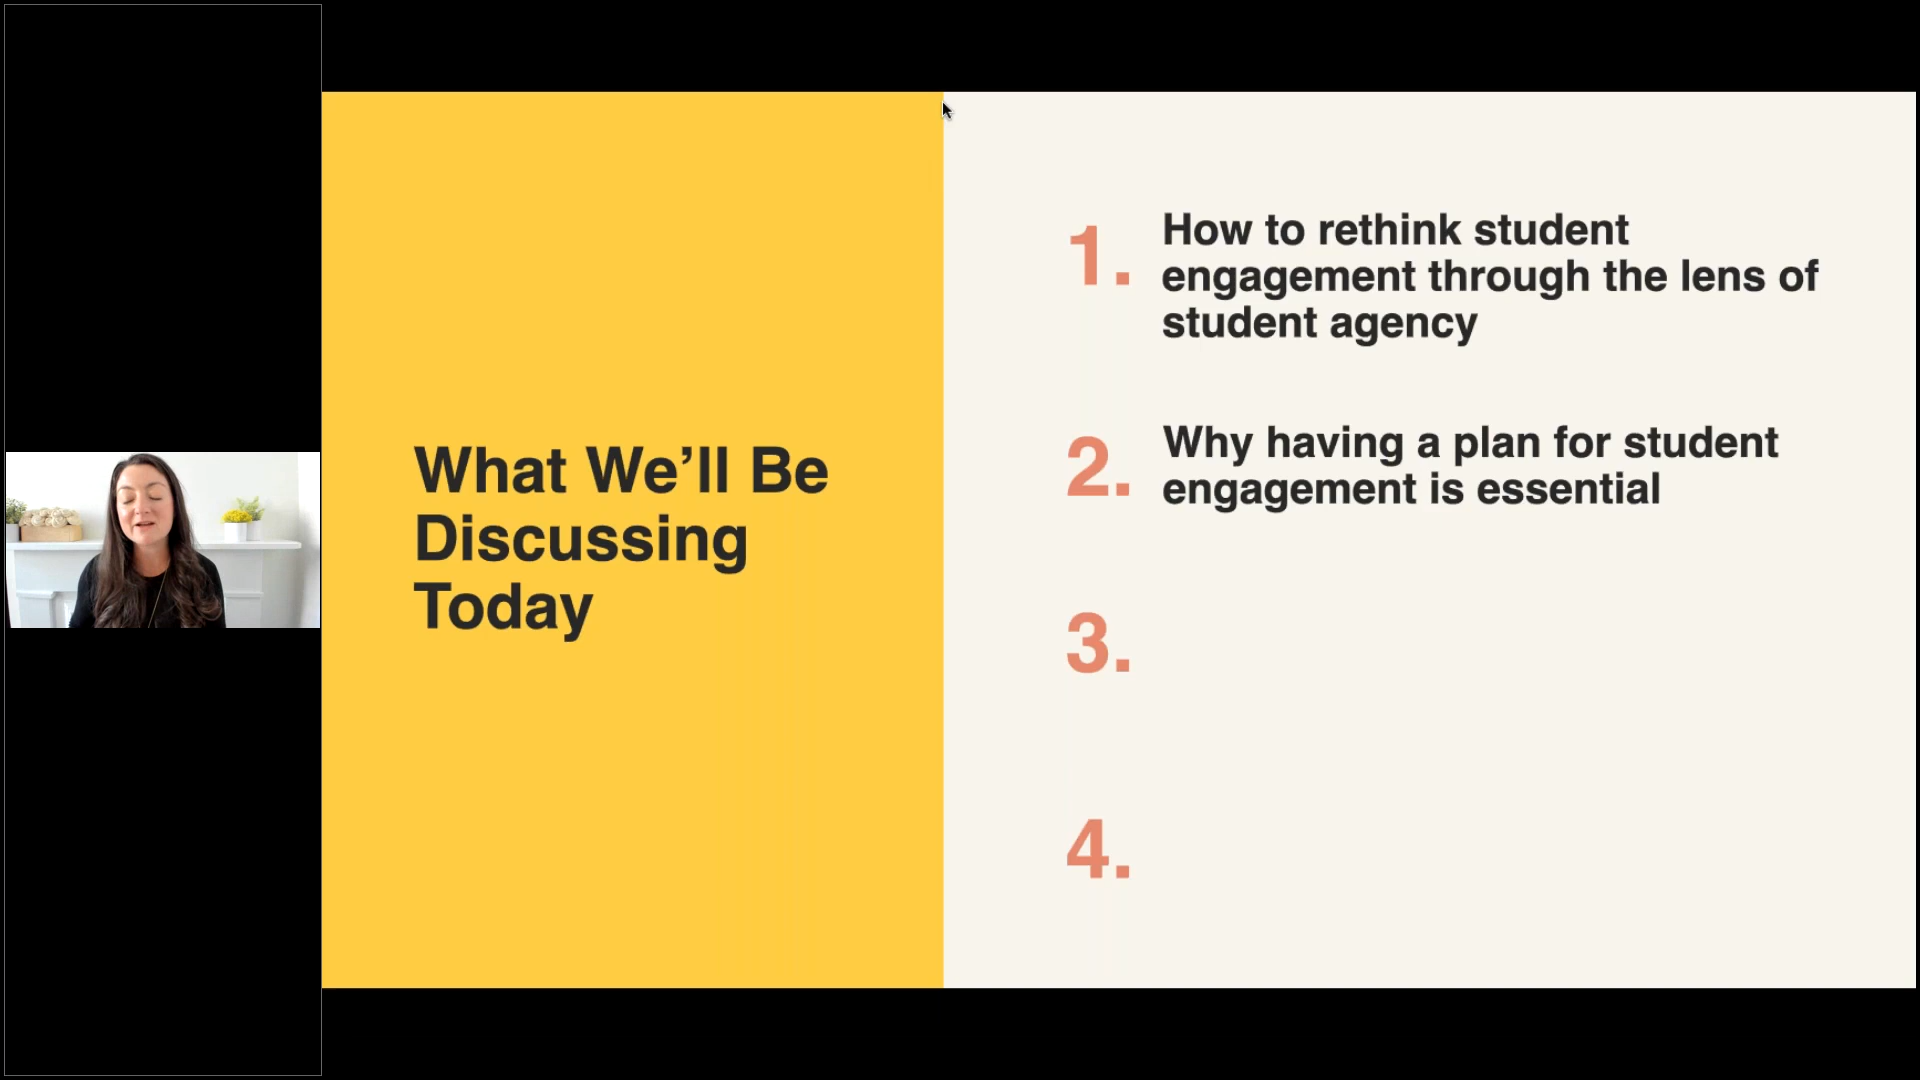 What We’ll Be
Discussing
Today
1. How to rethink student
engagement through the lens of
student agency
2. Why having a plan for student
engagement is essential
3.
4.